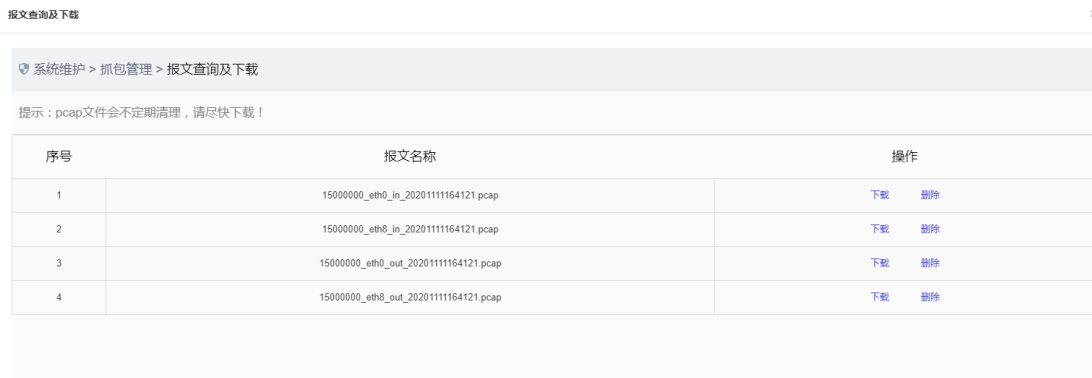 报文查询及下载
系统维护 > 抓包管理 > 报文查询及下载
提示：pcap文件会不定期清理，请尽快下载！
序号 报文名称 操作
1 15000000_eth0_in_20201111164121.pcap 下载 删除
2 15000000_eth8_in_20201111164121.pcap 下载 删除
3 15000000_eth0_out_20201111164121.pcap 下载 删除
4 15000000_eth8_out_20201111164121.pcap 下载 删除